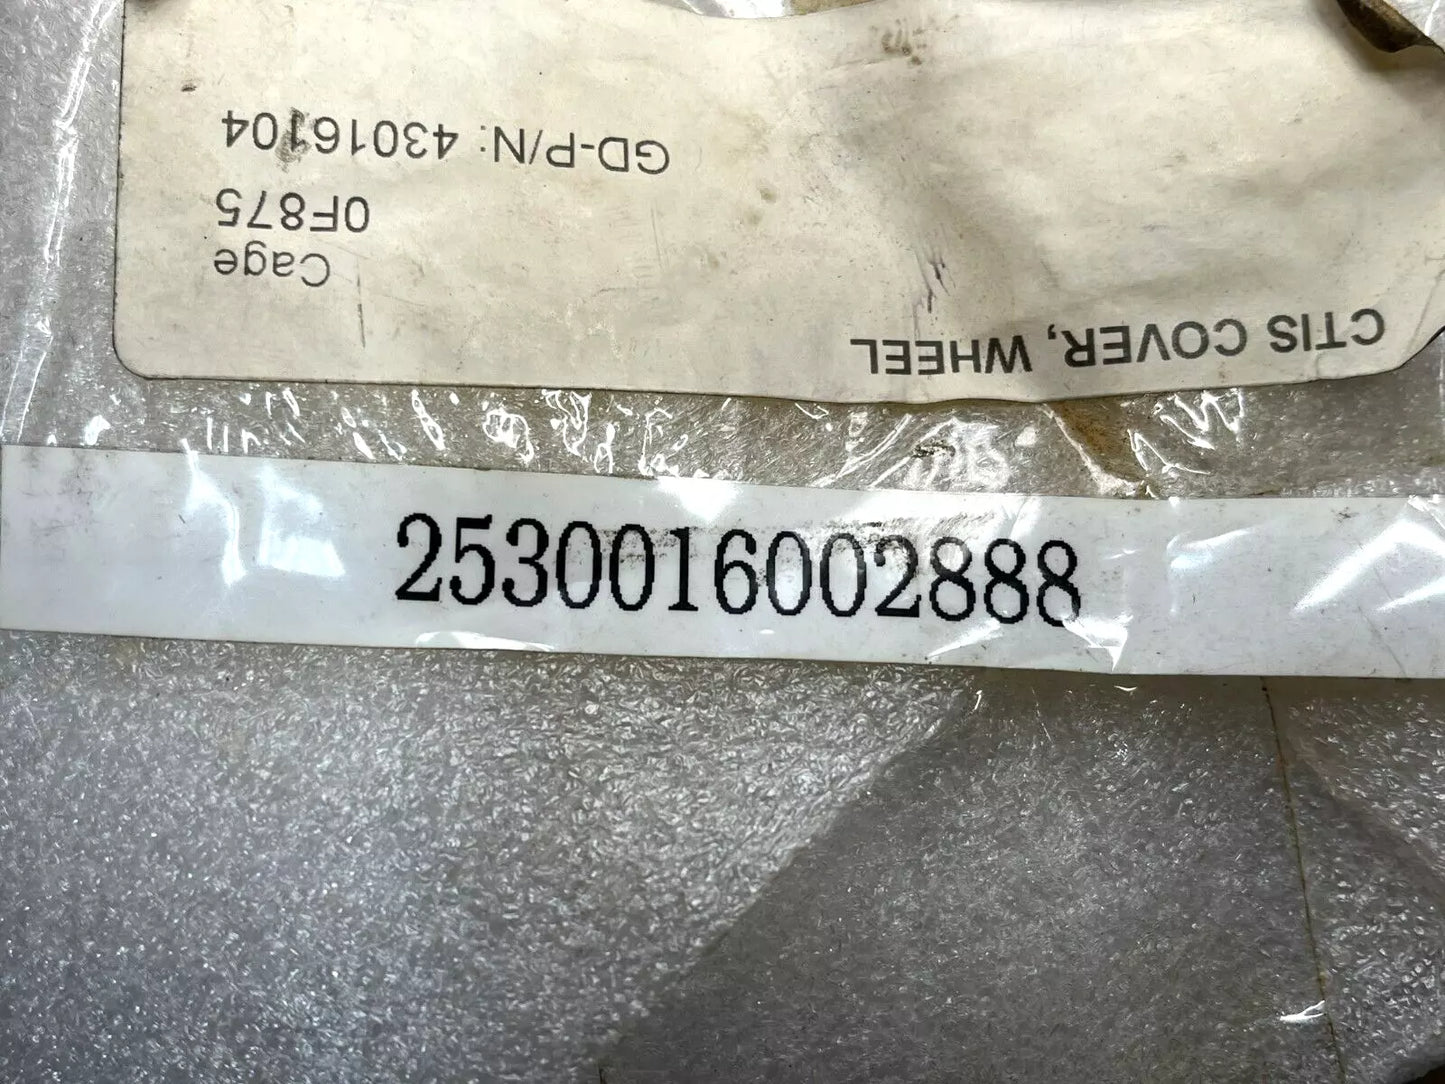 CTIS COVER, WHEEL
Cage
0F875
GD-P/N: 43016104
2530016002888